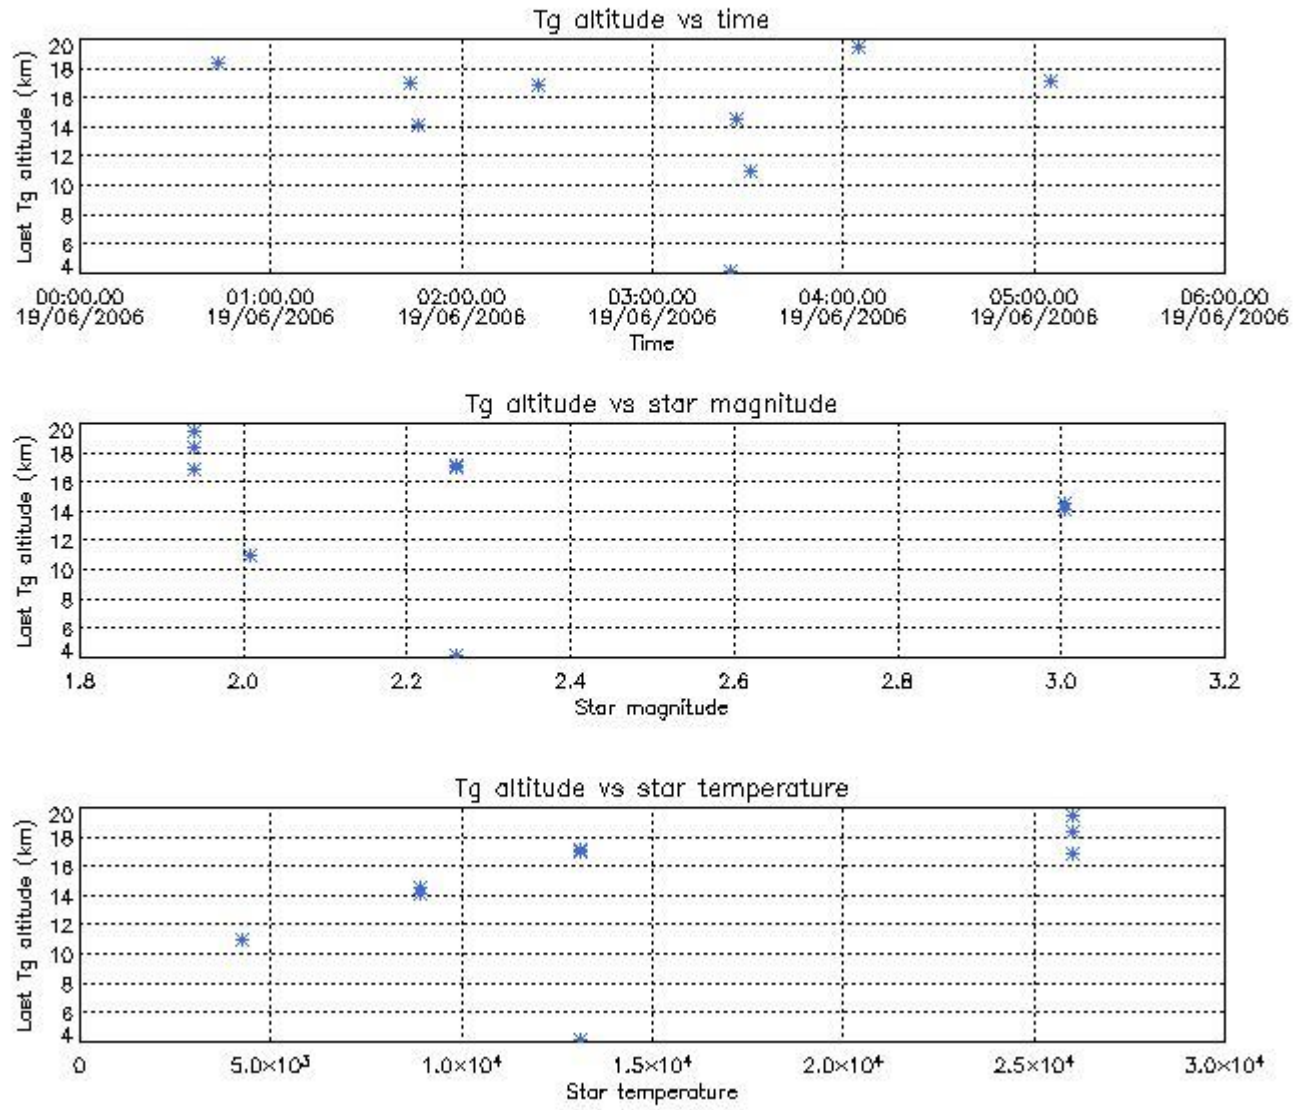 Tg altitude vs time
Last Tg altitude (km)
20
18
16
14
12
10
8
6
4
00:00.00 01:00.00 02:00.00 03:00.00 04:00.00 05:00.00 06:00.00
19/06/2006 19/06/2006 19/06/2006 19/06/2006 19/06/2006 19/06/2006 19/06/2006
Time
Tg altitude vs star magnitude
Last Tg altitude (km)
20
18
16
14
12
10
8
6
4
1.8 2.0 2.2 2.4 2.6 2.8 3.0 3.2
Star magnitude
Tg altitude vs star temperature
Last Tg altitude (km)
20
18
16
14
12
10
8
6
4
0 5.0×10³ 1.0×10⁴ 1.5×10⁴ 2.0×10⁴ 2.5×10⁴ 3.0×10⁴
Star temperature